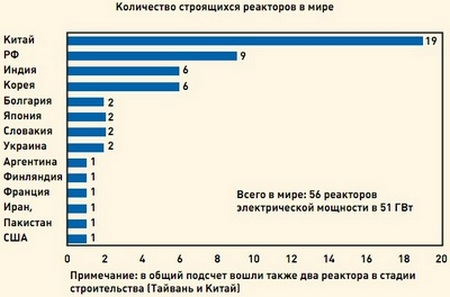 Количество строящихся реакторов в мире
Китай 19
РФ 9
Индия 6
Корея 6
Болгария 2
Япония 2
Словакия 2
Украина 2
Аргентина 1
Финляндия 1
Франция 1
Иран, 1
Пакистан 1
США 1
Всего в мире: 56 реакторов
электрической мощности в 51 ГВт
0 2 4 6 8 10 12 14 16 18 20
Примечание: в общий подсчет вошли также два реактора в стадии
строительства (Тайвань и Китай)